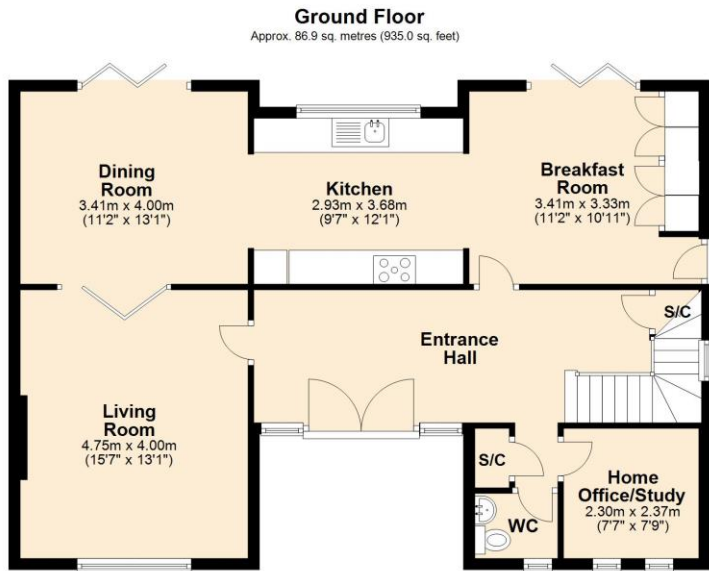 Ground Floor
Approx. 86.9 sq. metres (935.0 sq. feet)
Dining
Room
3.41m x 4.00m
(11'2" x 13'1")
Kitchen
2.93m x 3.68m
(9'7" x 12'1")
Breakfast
Room
3.41m x 3.33m
(11'2" x 10'11")
S/C
Entrance
Hall
Living
Room
4.75m x 4.00m
(15'7" x 13'1")
S/C
WC
Home
Office/Study
2.30m x 2.37m
(7'7" x 7'9")